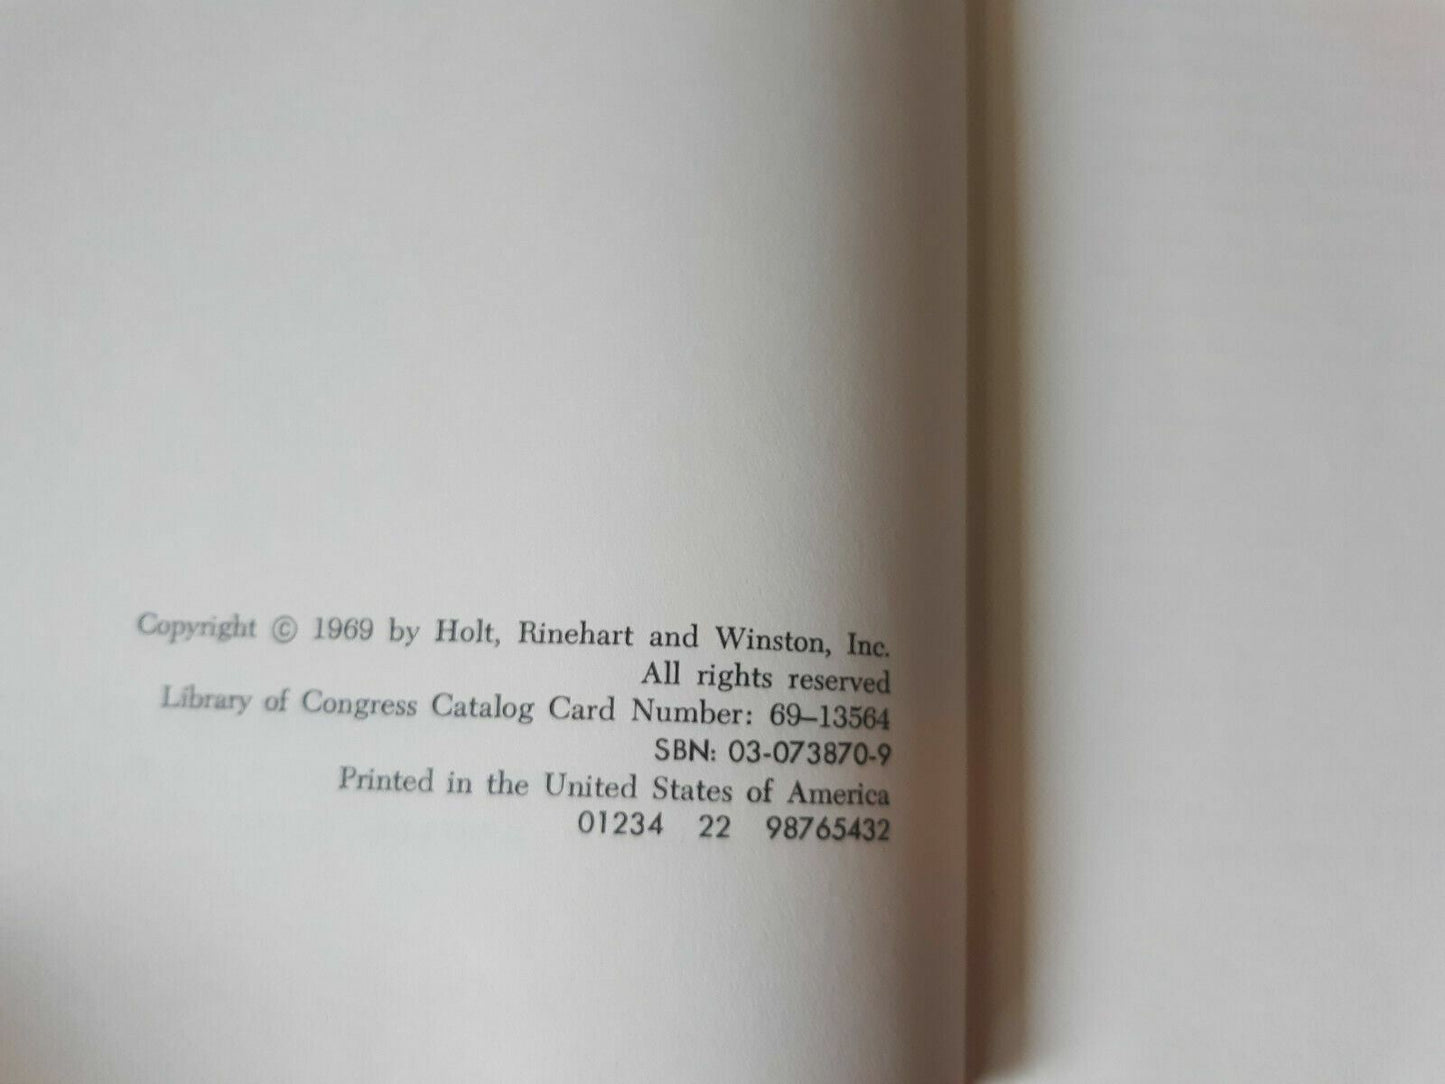 Copyright © 1969 by Holt, Rinehart and Winston, Inc.
All rights reserved
Library of Congress Catalog Card Number: 69–13564
SBN: 03-073870-9
Printed in the United States of America
01234 22 98765432